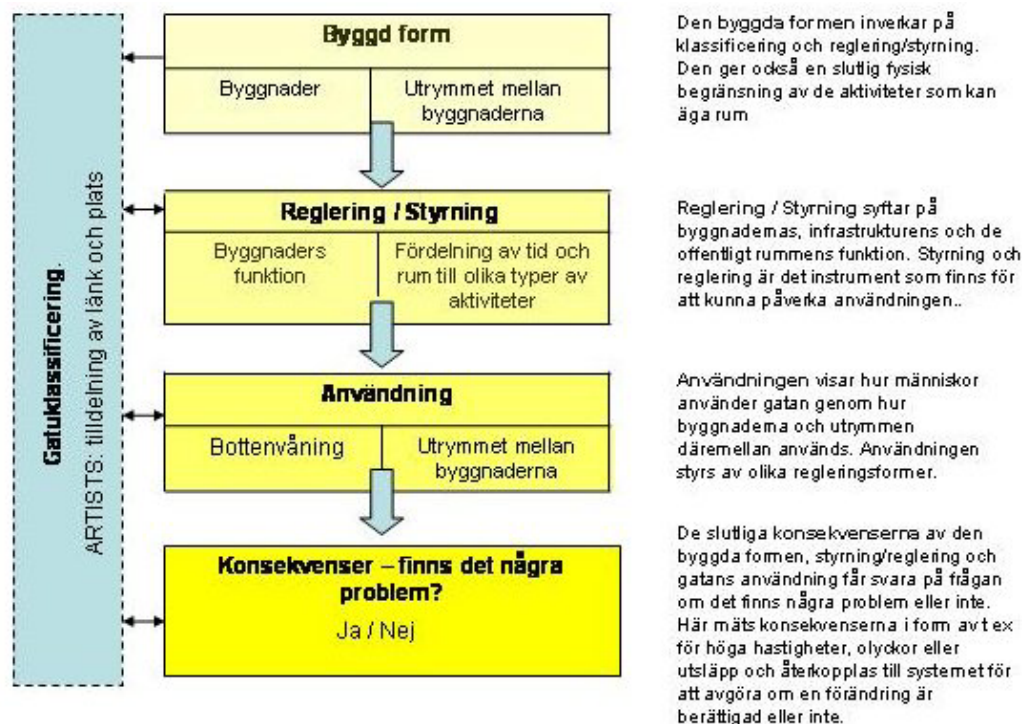 Gatuklassificering.
ARTISTS: tilldelning av länk och plats
Byggd form
Byggnader
Utrymmet mellan
byggnaderna
Den byggda formen inverkar på
klassificering och reglering/styrning.
Den ger också en slutlig fysisk
begränsning av de aktiviteter som kan
äga rum
Reglering / Styrning
Byggnaders
funktion
Fördelning av tid och
rum till olika typer av
aktiviteter
Reglering / Styrning syftar på
byggnadernas, infrastrukturens och de
offentligt rummens funktion. Styrning och
reglering är det instrument som finns för
att kunna påverka användningen..
Användning
Bottenvåning
Utrymmet mellan
byggnaderna
Användningen visar hur människor
använder gatan genom hur
byggnaderna och utrymmen
däremellan används. Användningen
styrs av olika regleringsformer.
Konsekvenser – finns det några
problem?
Ja / Nej
De slutliga konsekvenserna av den
byggda formen, styrning/reglering och
gatans användning får svara på frågan
om det finns några problem eller inte.
Här mäts konsekvenserna i form av t ex
för höga hastigheter, olyckor eller
utsläpp och återkopplas till systemet för
att avgöra om en förändring är
berättigad eller inte.